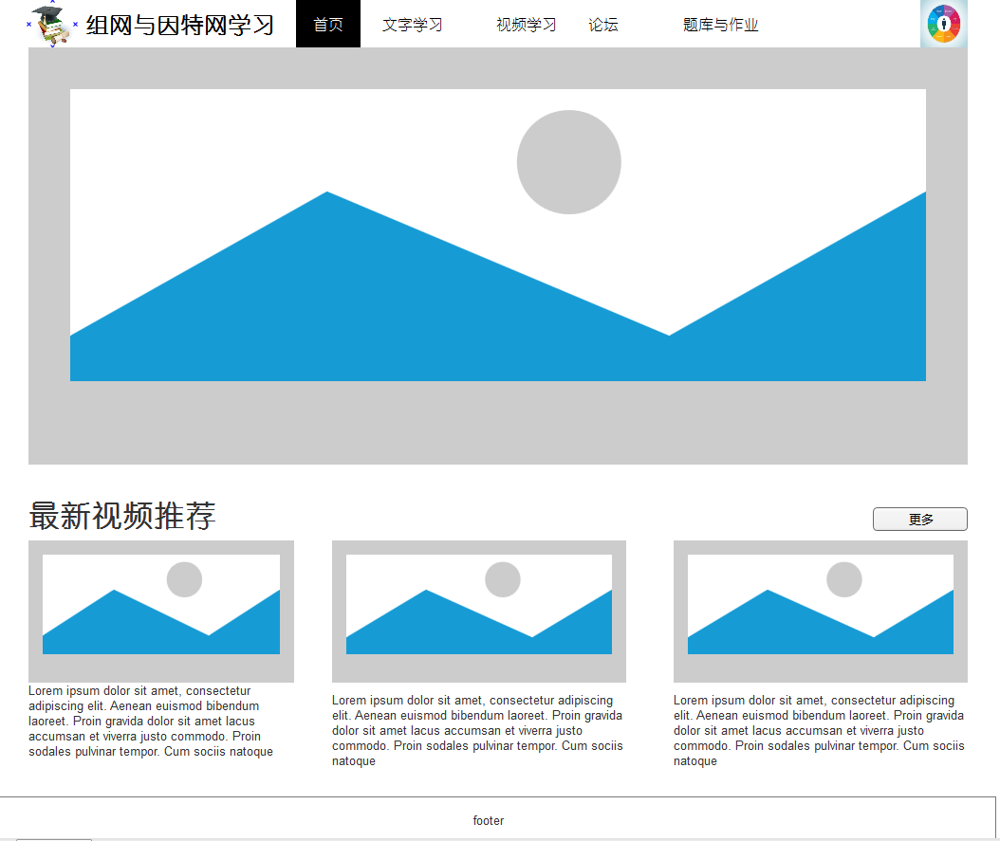 组网与因特网学习
首页
文字学习
视频学习
论坛
题库与作业
最新视频推荐
更多
Lorem ipsum dolor sit amet, consectetur
adipiscing elit. Aenean euismod bibendum
laoreet. Proin gravida dolor sit amet lacus
accumsan et viverra justo commodo. Proin
sodales pulvinar tempor. Cum sociis natoque
Lorem ipsum dolor sit amet, consectetur adipiscing
elit. Aenean euismod bibendum laoreet. Proin gravida
dolor sit amet lacus accumsan et viverra justo
commodo. Proin sodales pulvinar tempor. Cum sociis
natoque
Lorem ipsum dolor sit amet, consectetur adipiscing
elit. Aenean euismod bibendum laoreet. Proin gravida
dolor sit amet lacus accumsan et viverra justo
commodo. Proin sodales pulvinar tempor. Cum sociis
natoque
footer